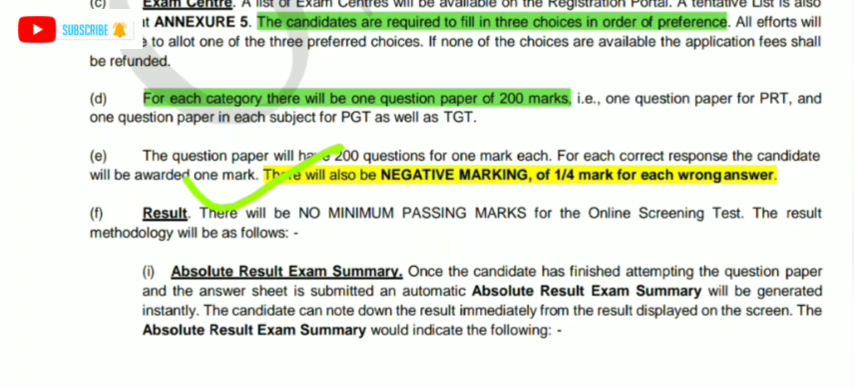 (c) Exam Centre. A list of Exam Centres will be available on the Registration Portal. A tentative List is also
SUBSCRIBE
at ANNEXURE 5. The candidates are required to fill in three choices in order of preference. All efforts will
to allot one of the three preferred choices. If none of the choices are available the application fees shall
be refunded.
(d) For each category there will be one question paper of 200 marks, i.e., one question paper for PRT, and
one question paper in each subject for PGT as well as TGT.
(e) The question paper will have 200 questions for one mark each. For each correct response the candidate
will be awarded one mark. There will also be NEGATIVE MARKING, of 1/4 mark for each wrong answer.
(f) Result. There will be NO MINIMUM PASSING MARKS for the Online Screening Test. The result
methodology will be as follows: -
(i) Absolute Result Exam Summary. Once the candidate has finished attempting the question paper
and the answer sheet is submitted an automatic Absolute Result Exam Summary will be generated
instantly. The candidate can note down the result immediately from the result displayed on the screen. The
Absolute Result Exam Summary would indicate the following: -